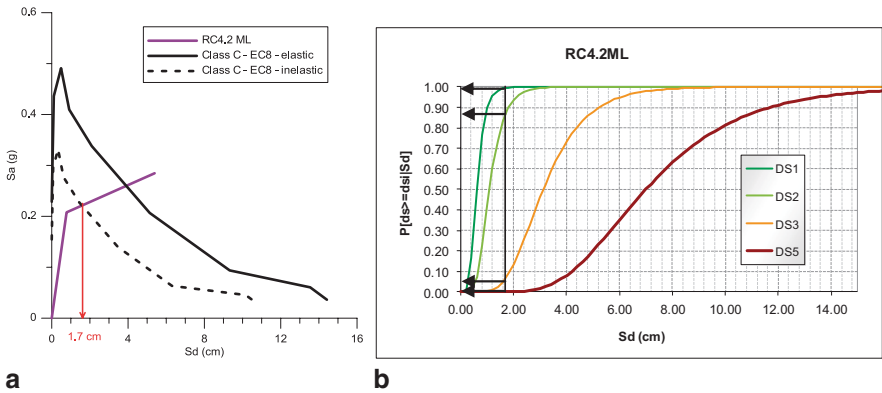 0.6
RC4.2 ML
Class C - EC8 - elastic
Class C - EC8 - inelastic
0.4
Sa (g)
0.2
0
0
4
8
12
16
1.7 cm
Sd (cm)
a
RC4.2ML
1.00
0.90
0.80
0.70
0.60
0.50
0.40
0.30
0.20
0.10
0.00
P[ds>=ds|Sd]
DS1
DS2
DS3
DS5
0.00
2.00
4.00
6.00
8.00
10.00
12.00
14.00
Sd (cm)
b